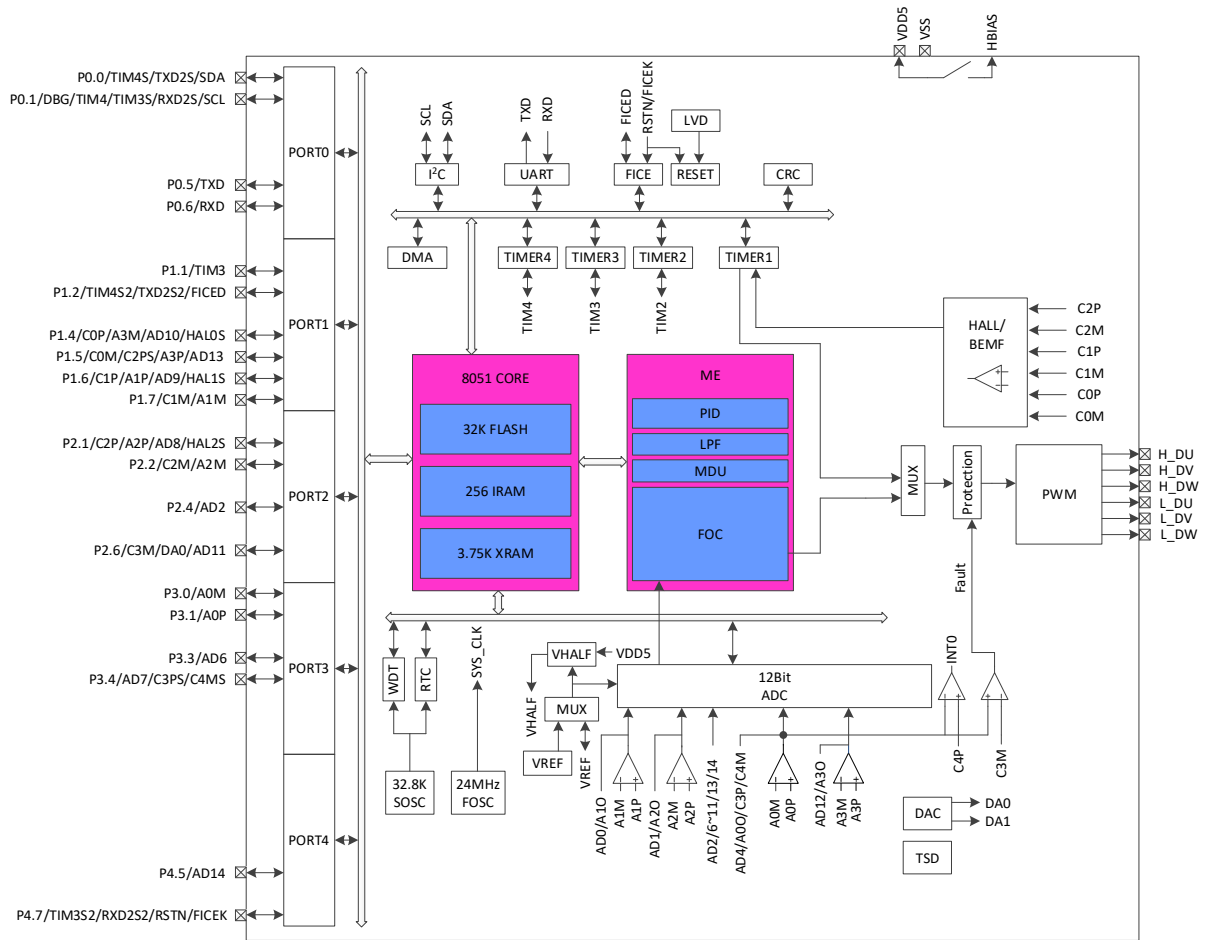 VDD5
VSS
HBIAS
P0.0/TIM4S/TXD2S/SDA
P0.1/DBG/TIM4/TIM3S/RXD2S/SCL
P0.5/TXD
P0.6/RXD
P1.1/TIM3
P1.2/TIM4S2/TXD2S2/FICED
P1.4/C0P/A3M/AD10/HAL0S
P1.5/C0M/C2PS/A3P/AD13
P1.6/C1P/A1P/AD9/HAL1S
P1.7/C1M/A1M
P2.1/C2P/A2P/AD8/HAL2S
P2.2/C2M/A2M
P2.4/AD2
P2.6/C3M/DA0/AD11
P3.0/A0M
P3.1/A0P
P3.3/AD6
P3.4/AD7/C3PS/C4MS
P4.5/AD14
P4.7/TIM3S2/RXD2S2/RSTN/FICEK
PORT0
PORT1
PORT2
PORT3
PORT4
SCL
SDA
TXD
RXD
FICED
RSTN/FICEK
LVD
I²C
UART
FICE
RESET
CRC
DMA
TIMER4
TIMER3
TIMER2
TIMER1
TIM4
TIM3
TIM2
8051 CORE
32K FLASH
256 IRAM
3.75K XRAM
ME
PID
LPF
MDU
FOC
HALL/
BEMF
C2P
C2M
C1P
C1M
C0P
C0M
MUX
Protection
PWM
H_DU
H_DV
H_DW
L_DU
L_DV
L_DW
Fault
WDT
RTC
SYS_CLK
32.8K
SOSC
24MHz
FOSC
VHALF
VDD5
VHALF
MUX
VREF
VREF
12Bit
ADC
AD0/A1O
A1M
A1P
AD1/A2O
A2M
A2P
AD2/6~11/13/14
AD4/A0O/C3P/C4M
A0M
A0P
AD12/A3O
A3M
A3P
INT0
C4P
C3M
DAC
DA0
DA1
TSD